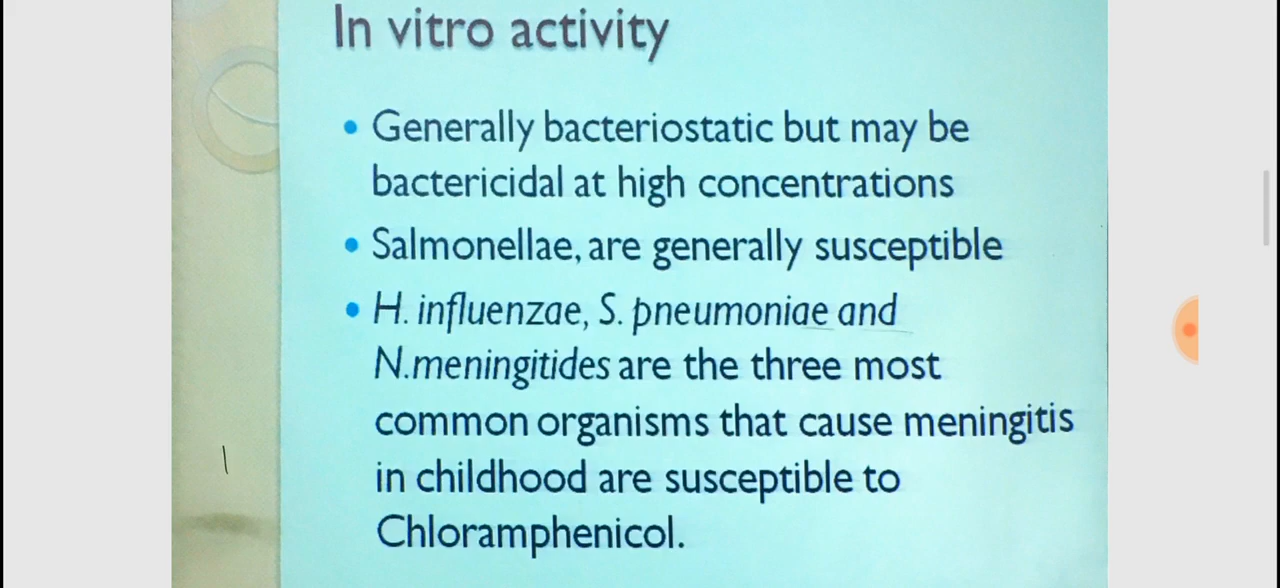 In vitro activity
• Generally bacteriostatic but may be
bactericidal at high concentrations
• Salmonellae, are generally susceptible
• H. influenzae, S. pneumoniae and
N.meningitides are the three most
common organisms that cause meningitis
in childhood are susceptible to
Chloramphenicol.